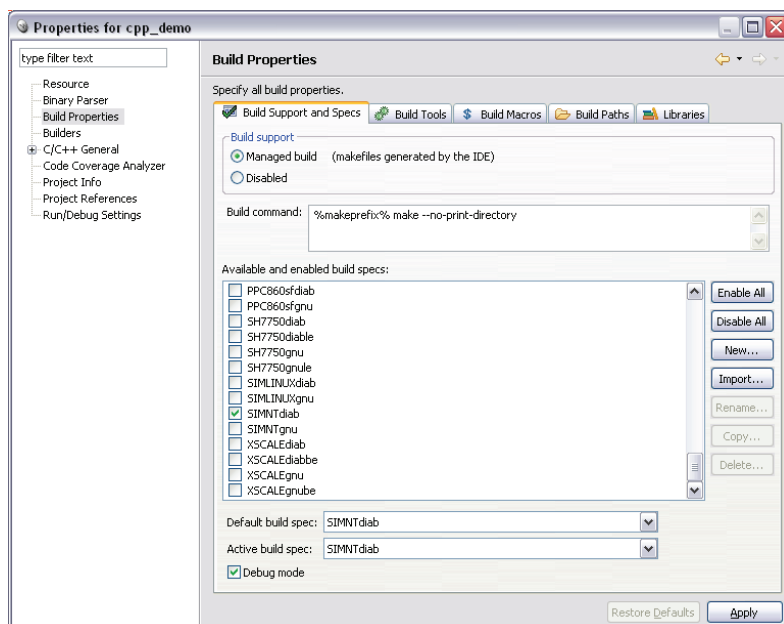 Properties for cpp_demo
type filter text
Resource
Binary Parser
Build Properties
Builders
C/C++ General
Code Coverage Analyzer
Project Info
Project References
Run/Debug Settings
Build Properties
Specify all build properties.
Build Support and Specs
Build Tools
$ Build Macros
Build Paths
Libraries
Build support
Managed build (makefiles generated by the IDE)
Disabled
Build command: %makeprefix% make --no-print-directory
Available and enabled build specs:
PPC860sfdiab
PPC860sfgnu
SH7750diab
SH7750diable
SH7750gnu
SH7750gnule
SIMLINUXdiab
SIMLINUXgnu
SIMNTdiab
SIMNTgnu
XSCALEdiab
XSCALEdiabbe
XSCALEgnu
XSCALEgnube
Enable All
Disable All
New...
Import...
Rename...
Copy...
Delete...
Default build spec: SIMNTdiab
Active build spec: SIMNTdiab
Debug mode
Restore Defaults
Apply